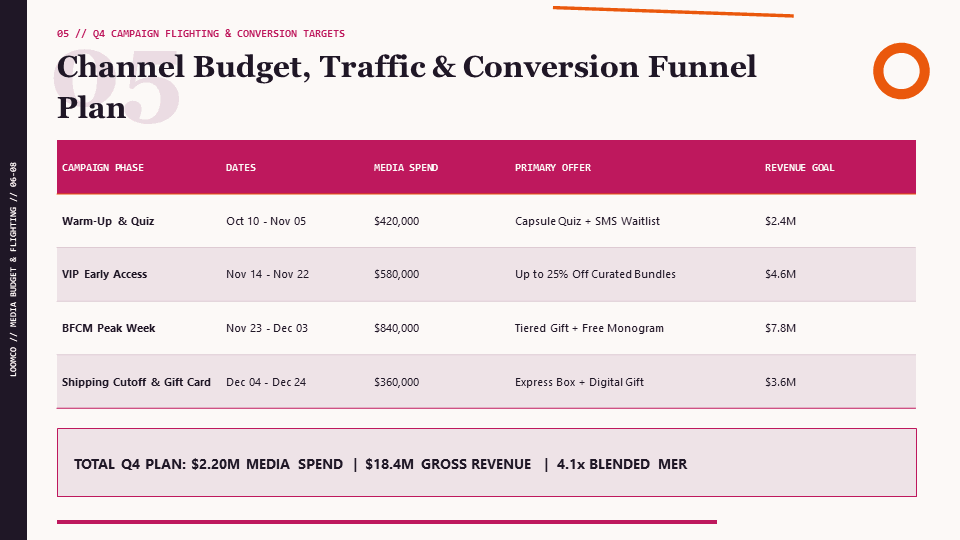 05 // Q4 CAMPAIGN FLIGHTING & CONVERSION TARGETS
05
Channel Budget, Traffic & Conversion Funnel
Plan
CAMPAIGN PHASE DATES MEDIA SPEND PRIMARY OFFER REVENUE GOAL
Warm-Up & Quiz Oct 10 - Nov 05 $420,000 Capsule Quiz + SMS Waitlist $2.4M
VIP Early Access Nov 14 - Nov 22 $580,000 Up to 25% Off Curated Bundles $4.6M
BFCM Peak Week Nov 23 - Dec 03 $840,000 Tiered Gift + Free Monogram $7.8M
Shipping Cutoff & Gift Card Dec 04 - Dec 24 $360,000 Express Box + Digital Gift $3.6M
TOTAL Q4 PLAN: $2.20M MEDIA SPEND | $18.4M GROSS REVENUE | 4.1x BLENDED MER
LOOMCO // MEDIA BUDGET & FLIGHTING // 06-08